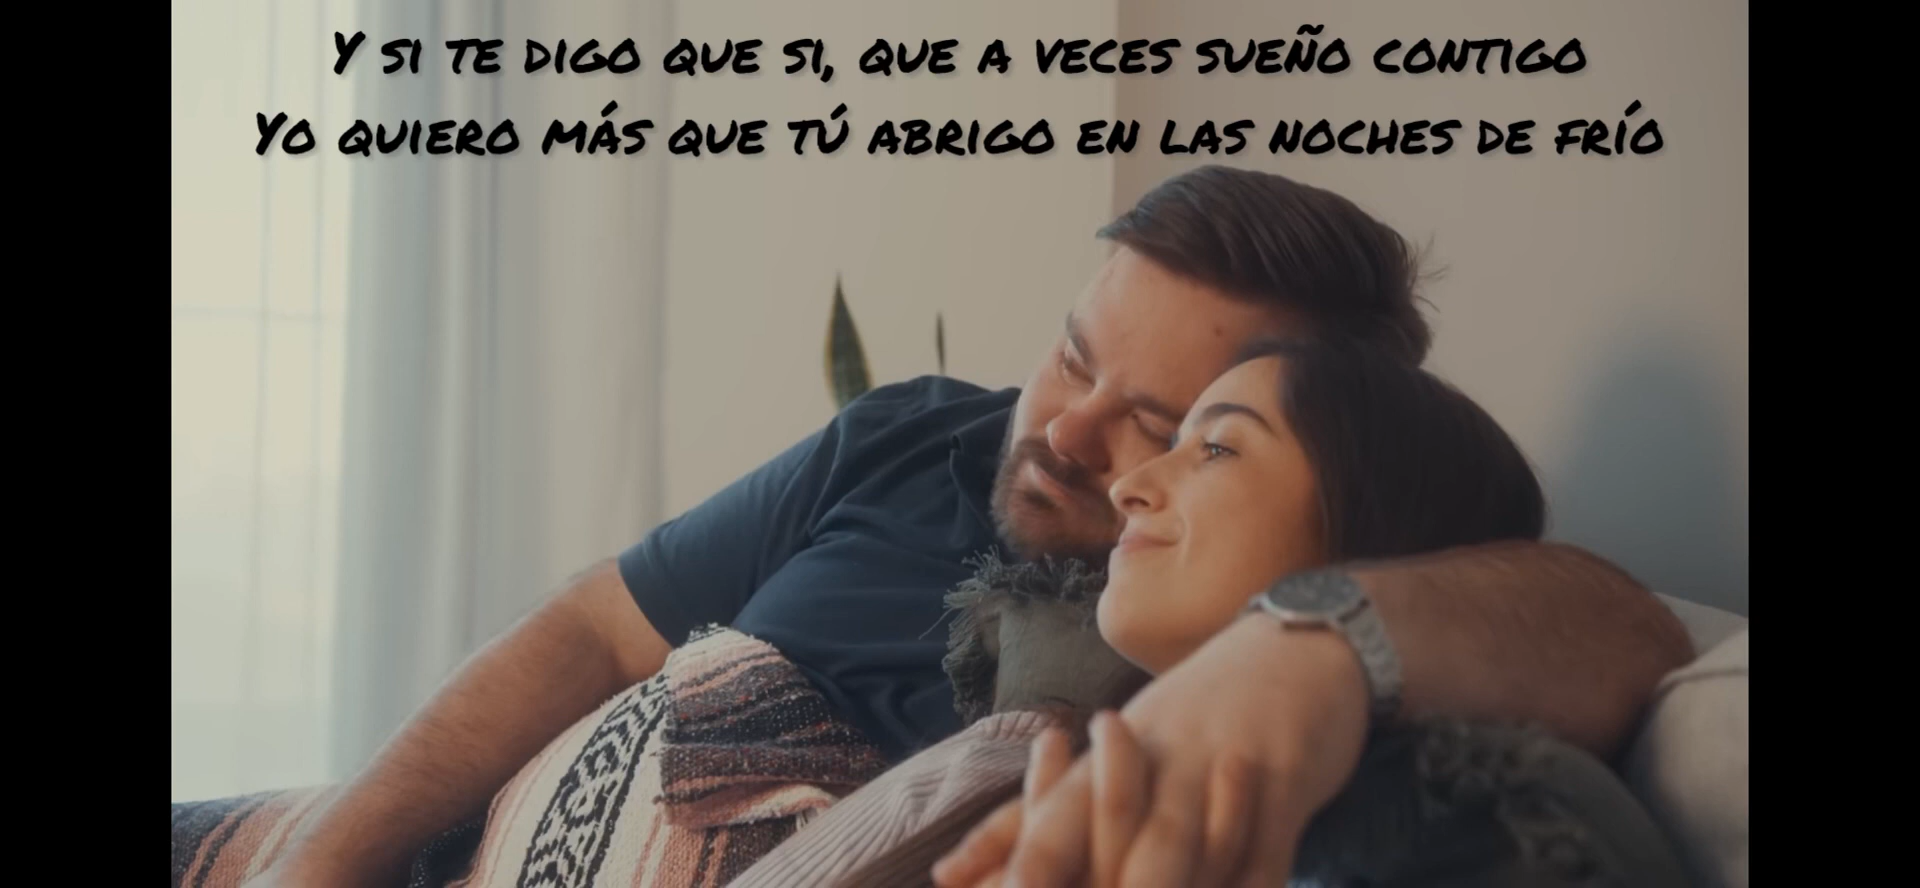 Y si te digo que si, que a veces sueño contigo
Yo quiero más que tú abrigo en las noches de frío